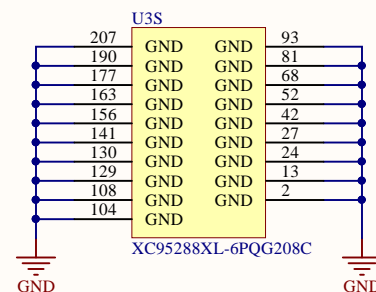 U3S
207 GND GND 93
190 GND GND 81
177 GND GND 68
163 GND GND 52
156 GND GND 42
141 GND GND 27
130 GND GND 24
129 GND GND 13
108 GND GND 2
104 GND
XC95288XL-6PQG208C
GND GND